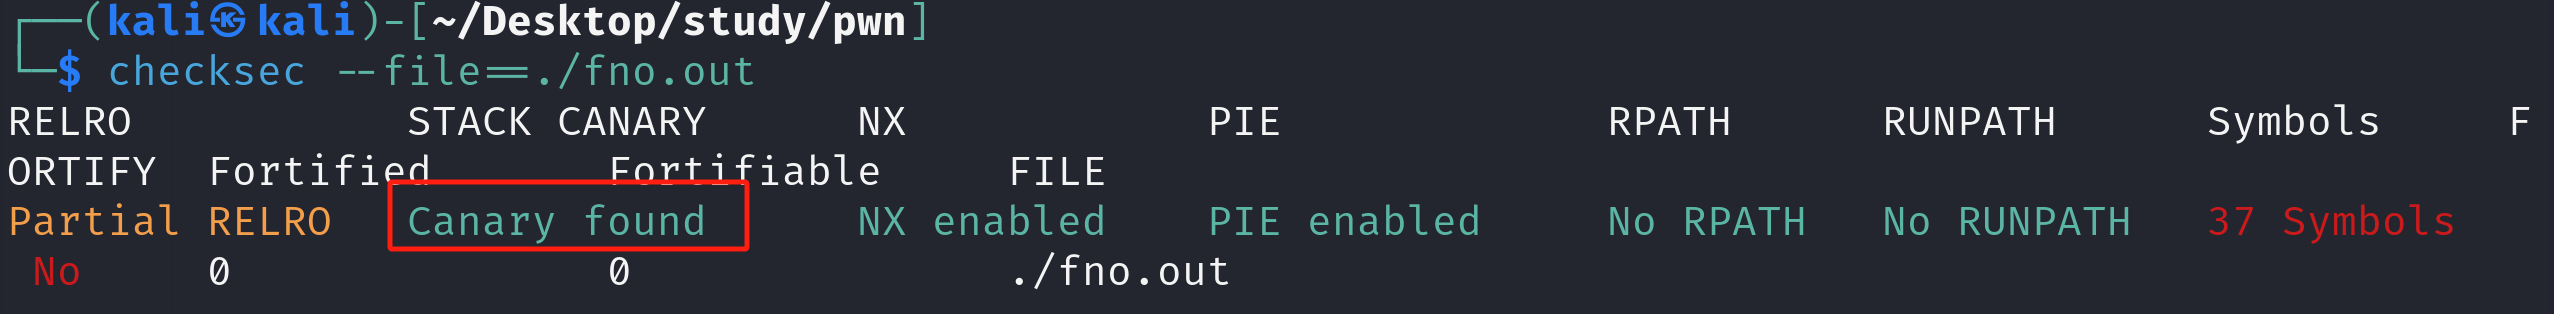 ┌──(kali㉿kali)-[~/Desktop/study/pwn]
└─$ checksec --file==./fno.out
RELRO           STACK CANARY      NX            PIE             RPATH      RUNPATH      Symbols     F
ORTIFY  Fortified       Fortifiable     FILE
Partial RELRO   Canary found      NX enabled    PIE enabled     No RPATH   No RUNPATH   37 Symbols
 No     0               0               ./fno.out